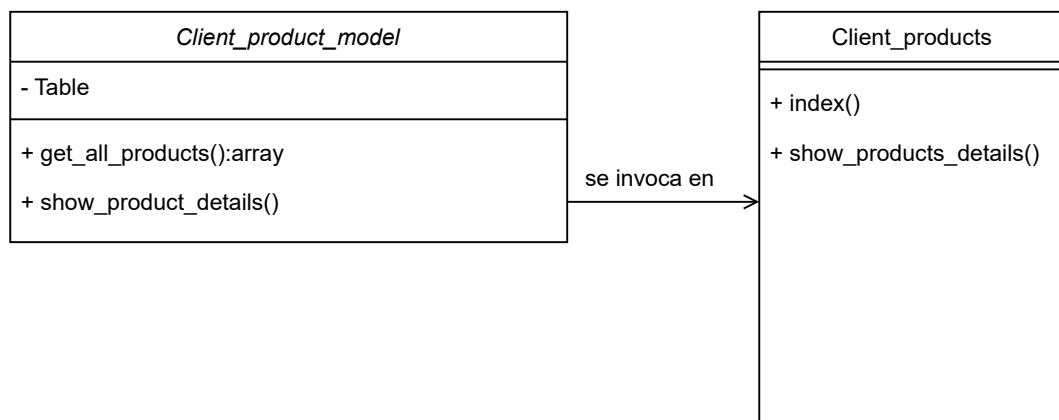 Client_product_model
- Table
+ get_all_products():array
+ show_product_details()
se invoca en
Client_products
+ index()
+ show_products_details()